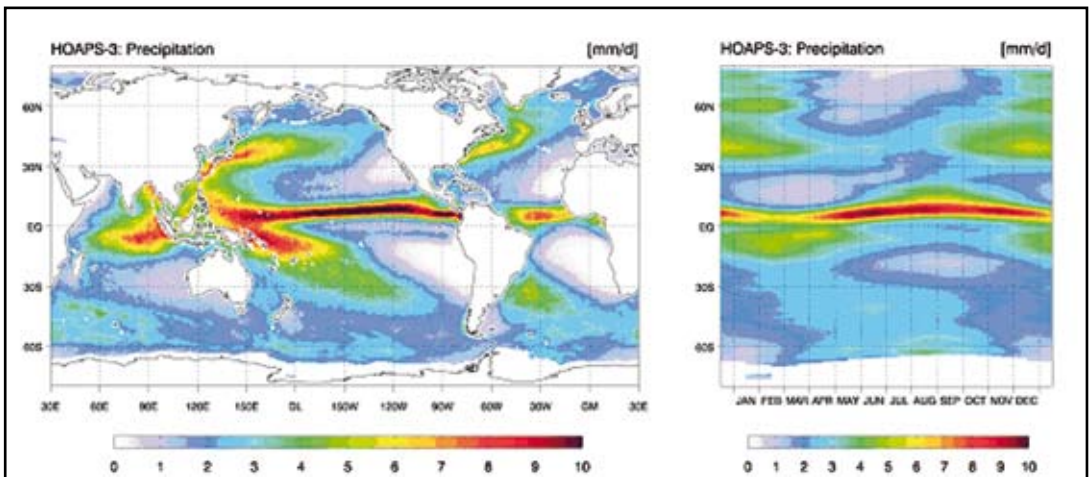 HOAPS-3: Precipitation [mm/d]
60N
30N
EQ
30S
60S
30E 60E 90E 120E 150E DL 150W 120W 90W 60W 30W GM 30E
0 1 2 3 4 5 6 7 8 9 10
HOAPS-3: Precipitation [mm/d]
60N
30N
EQ
30S
60S
JAN FEB MAR APR MAY JUN JUL AUG SEP OCT NOV DEC
0 1 2 3 4 5 6 7 8 9 10